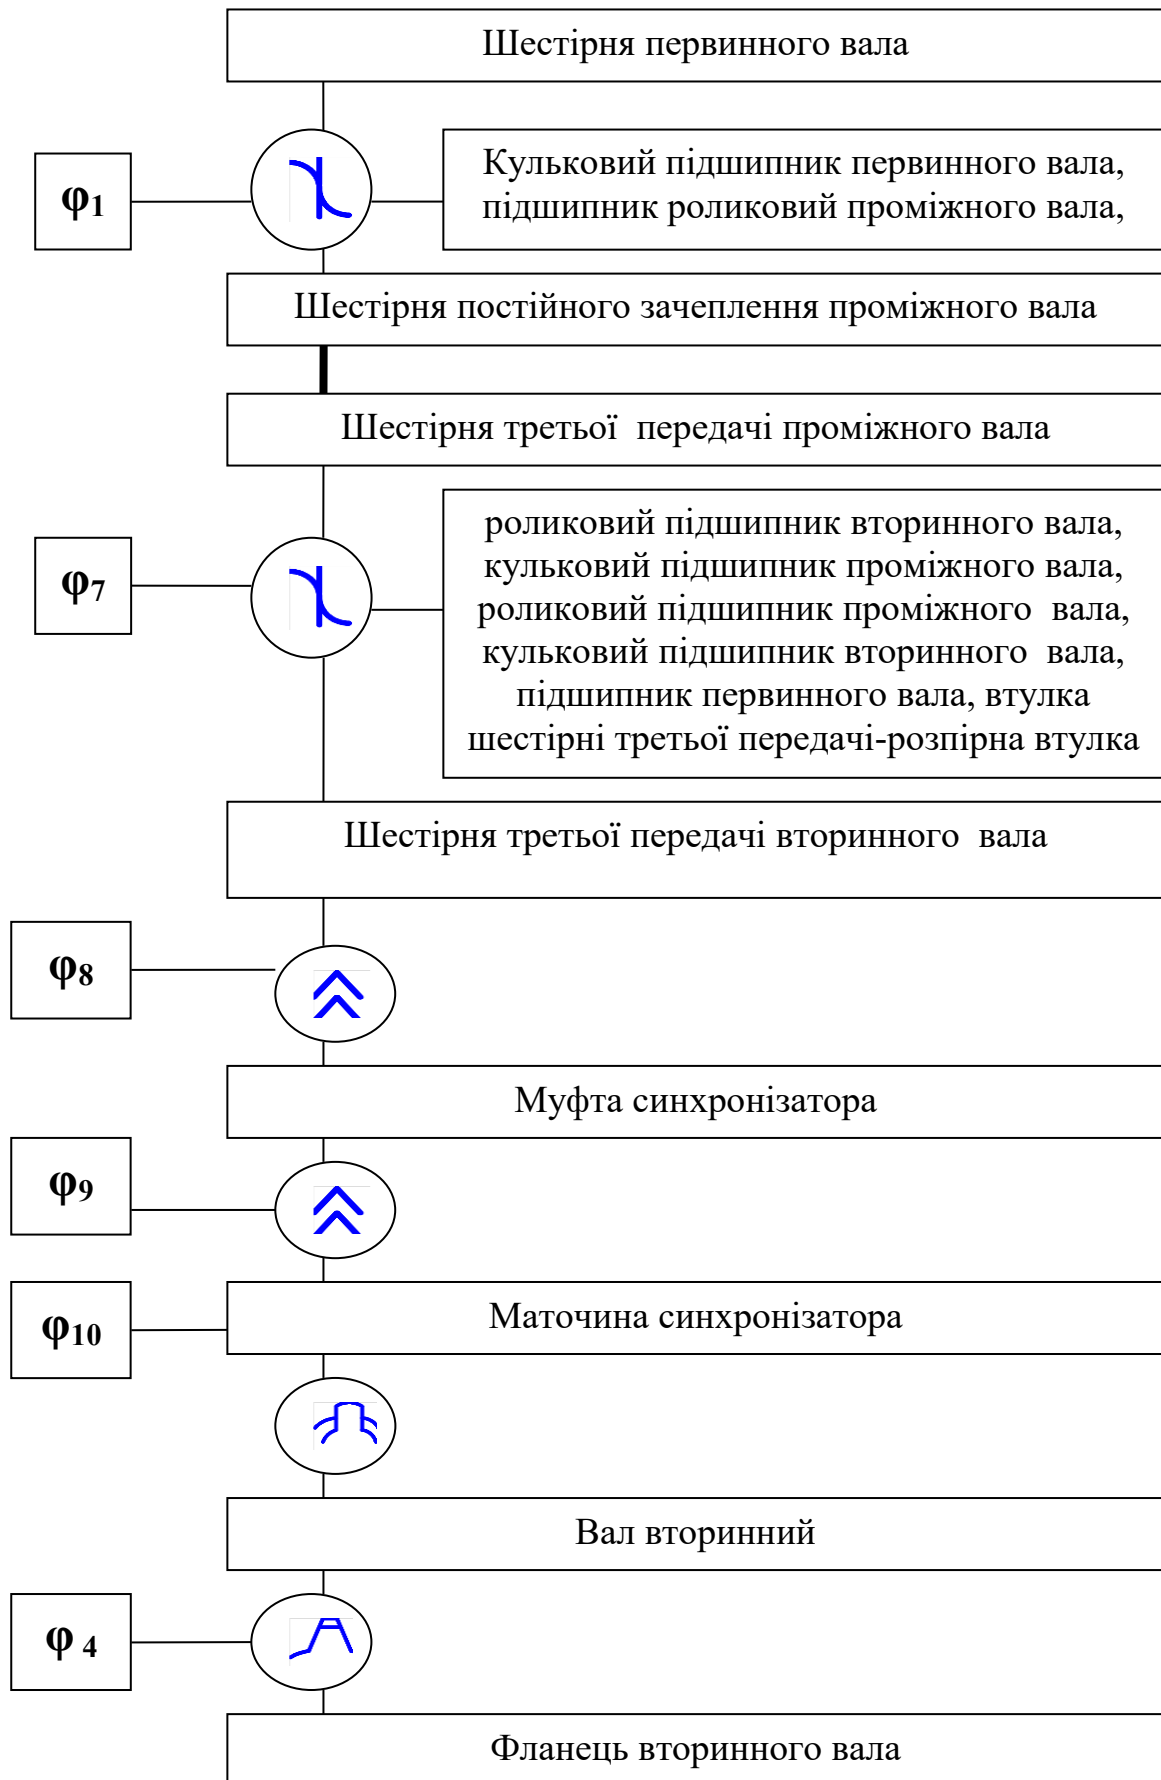 Шестірня первинного вала
φ1
Кульковий підшипник первинного вала,
підшипник роликовий проміжного вала,
Шестірня постійного зачеплення проміжного вала
Шестірня третьої передачі проміжного вала
φ7
роликовий підшипник вторинного вала,
кульковий підшипник проміжного вала,
роликовий підшипник проміжного вала,
кульковий підшипник вторинного вала,
підшипник первинного вала, втулка
шестірні третьої передачі-розпірна втулка
Шестірня третьої передачі вторинного вала
φ8
Муфта синхронізатора
φ9
Маточина синхронізатора
φ10
Вал вторинний
φ 4
Фланець вторинного вала